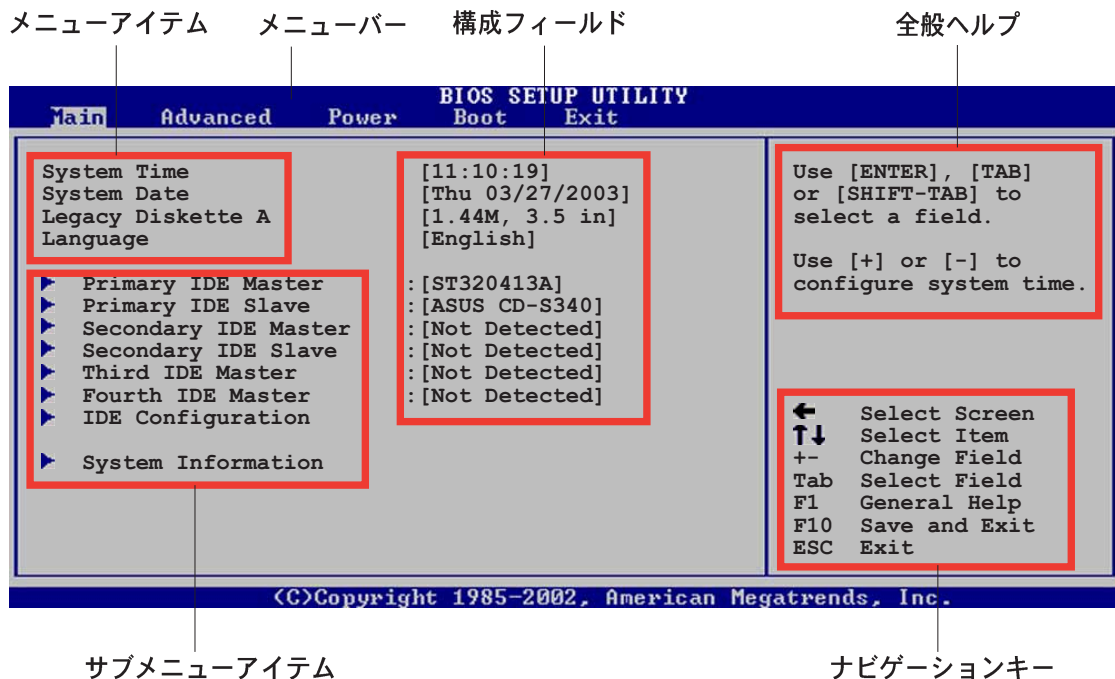 メニューアイテム メニューバー 構成フィールド 全般ヘルプ
BIOS SETUP UTILITY
Main Advanced Power Boot Exit
System Time [11:10:19]
System Date [Thu 03/27/2003]
Legacy Diskette A [1.44M, 3.5 in]
Language [English]
Primary IDE Master :[ST320413A]
Primary IDE Slave :[ASUS CD-S340]
Secondary IDE Master :[Not Detected]
Secondary IDE Slave :[Not Detected]
Third IDE Master :[Not Detected]
Fourth IDE Master :[Not Detected]
IDE Configuration
System Information
Use [ENTER], [TAB]
or [SHIFT-TAB] to
select a field.
Use [+] or [-] to
configure system time.
← Select Screen
↑↓ Select Item
+- Change Field
Tab Select Field
F1 General Help
F10 Save and Exit
ESC Exit
(C)Copyright 1985-2002, American Megatrends, Inc.
サブメニューアイテム ナビゲーションキー